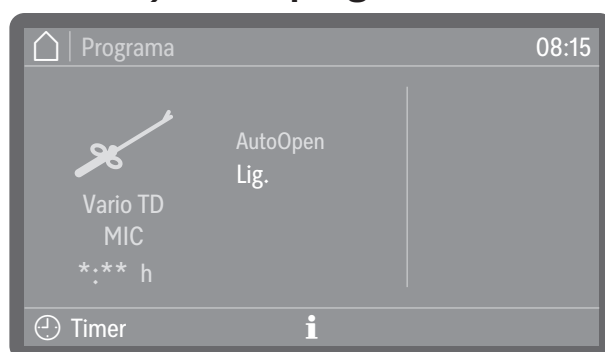 Programa
08:15
AutoOpen
Lig.
Vario TD
MIC
*:** h
Timer
i